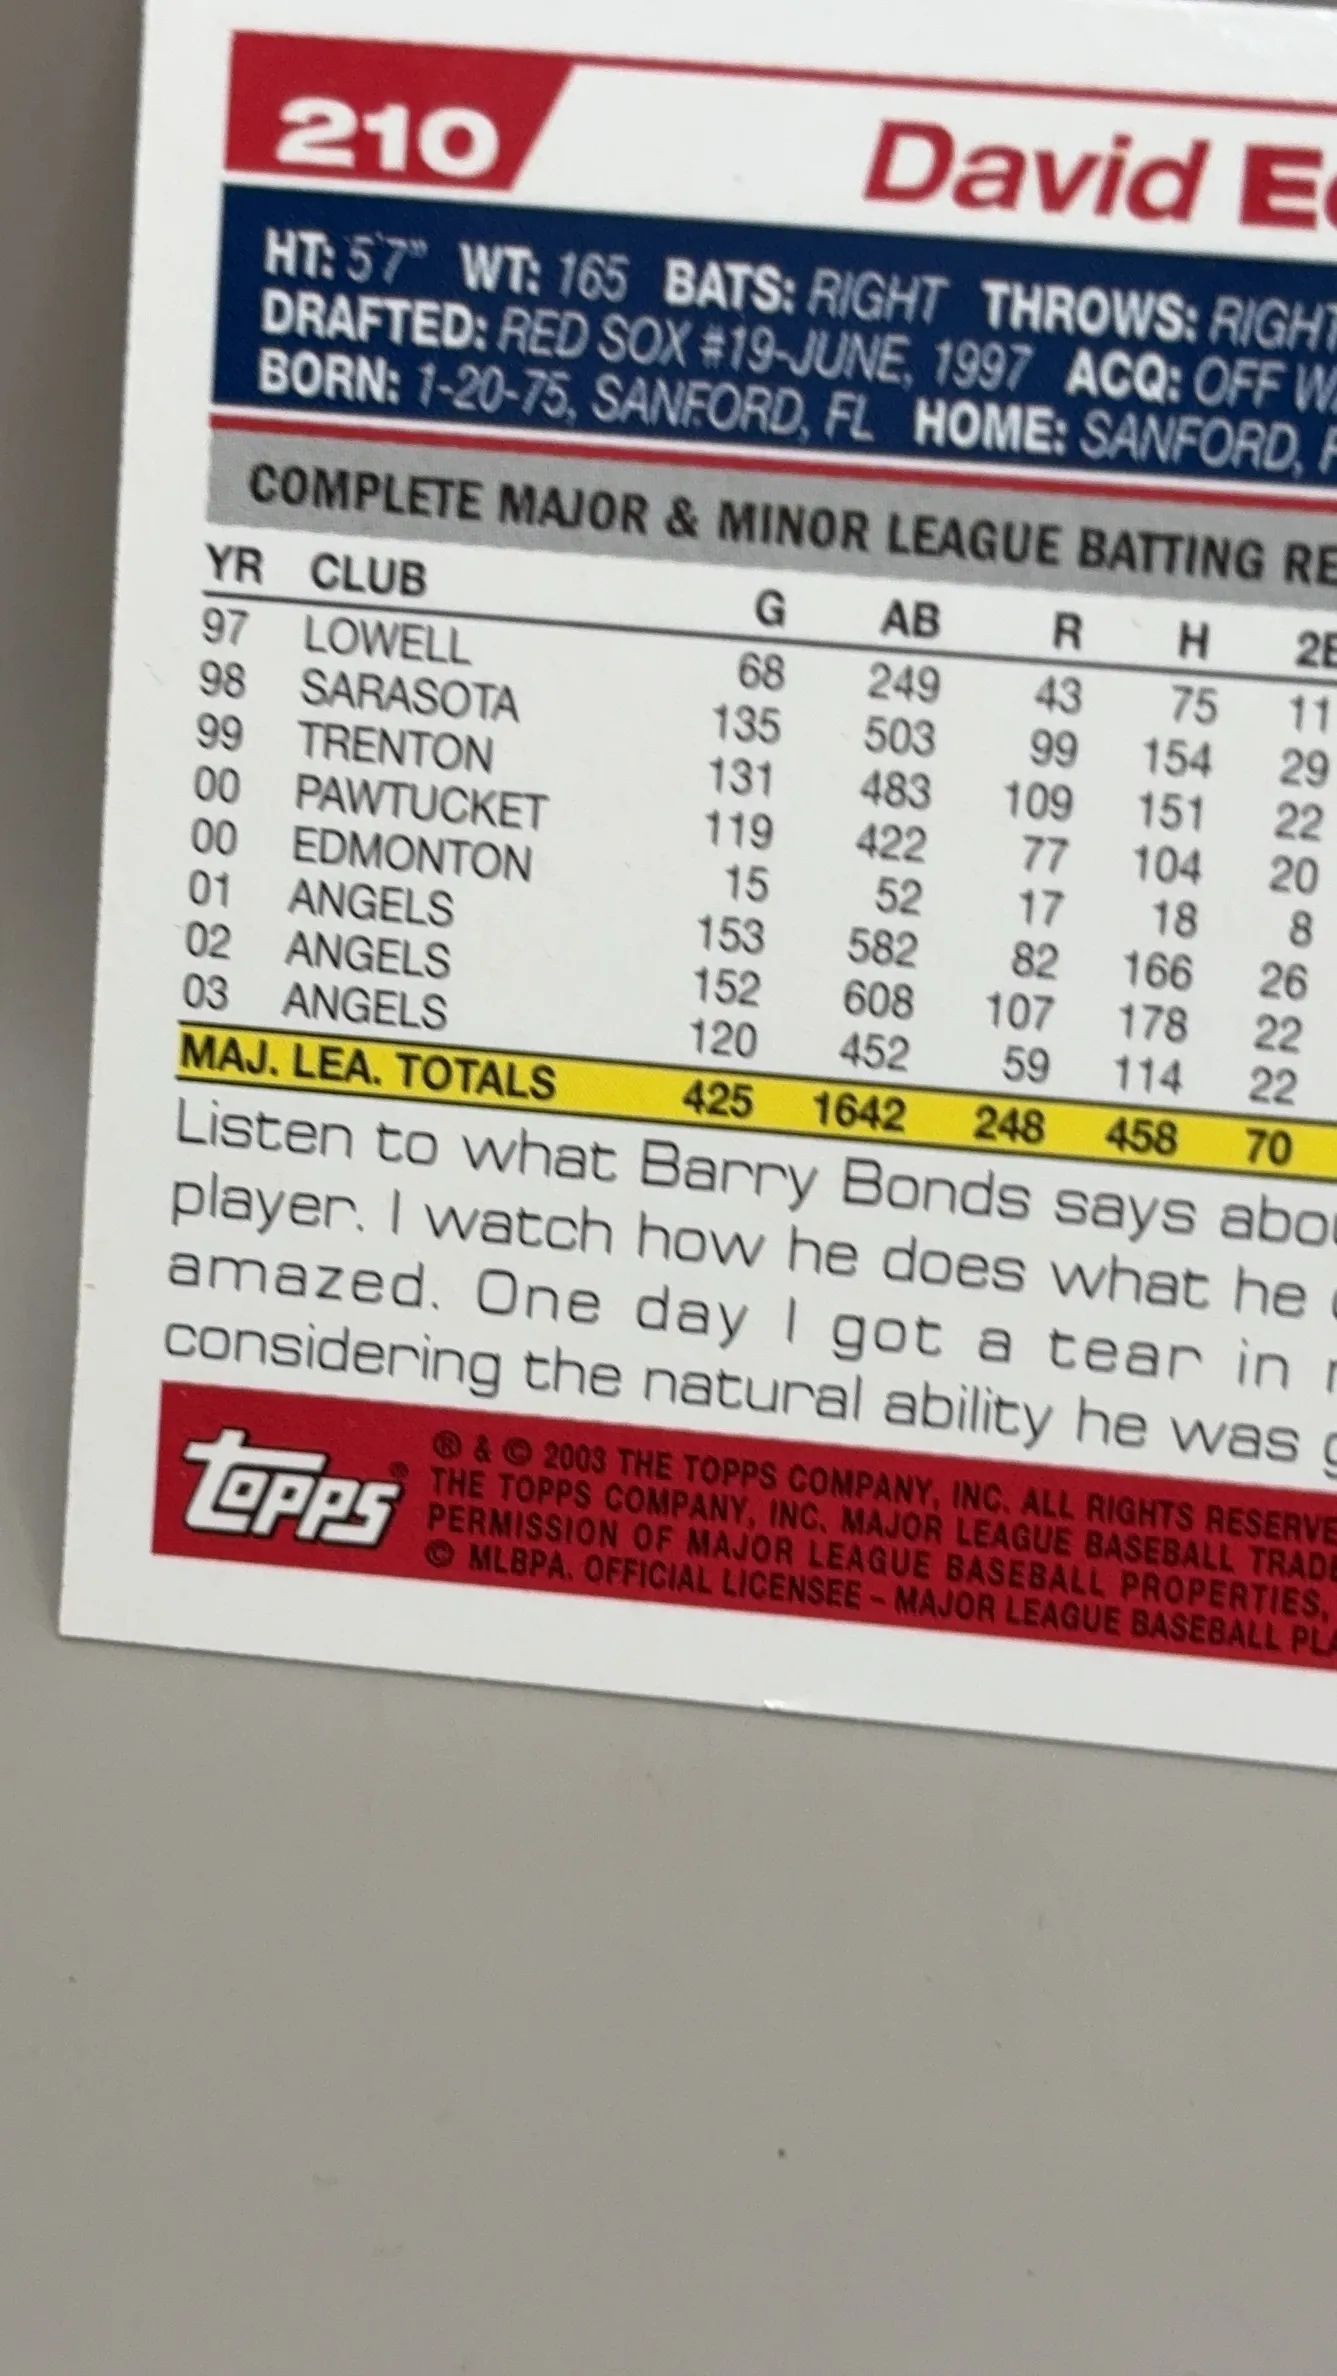 210 David
HT: 5'7" WT: 165 BATS: RIGHT THROWS: RIGHT
DRAFTED: RED SOX #19-JUNE, 1997 ACQ: OFF
BORN: 1-20-75, SANFORD, FL HOME: SANFORD,
COMPLETE MAJOR & MINOR LEAGUE BATTING
YR CLUB G AB R H
97 LOWELL 68 249 43 75 11
98 SARASOTA 135 503 99 154 29
99 TRENTON 131 483 109 151 22
00 PAWTUCKET 119 422 77 104 20
00 EDMONTON 15 52 17 18 8
01 ANGELS 153 582 82 166 26
02 ANGELS 152 608 107 178 22
03 ANGELS 120 452 59 114 22
MAJ. LEA. TOTALS 425 1642 248 458 70
Listen to what Barry Bonds says
player. I watch how he does what he
amazed. One day I got a tear in
considering the natural ability he was
topps ® ® & © 2003 THE TOPPS COMPANY, INC. ALL RIGHTS
THE TOPPS COMPANY, INC. MAJOR LEAGUE BASEBALL
PERMISSION OF MAJOR LEAGUE BASEBALL PROPERTIES,
© MLBPA. OFFICIAL LICENSEE – MAJOR LEAGUE BASEBALL